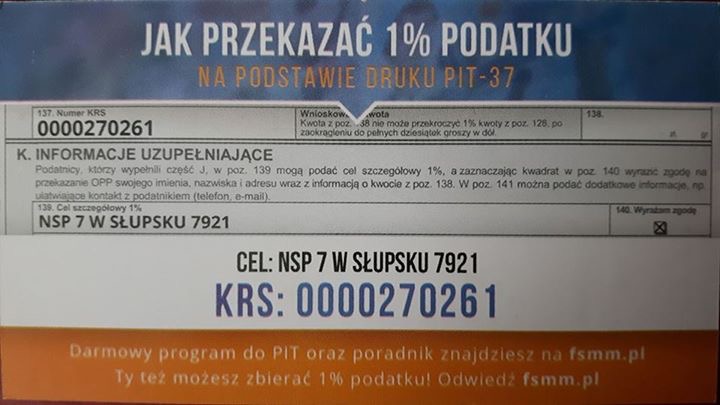 JAK PRZEKAZAĆ 1% PODATKU
NA PODSTAWIE DRUKU PIT-37
137. Numer KRS
0000270261
Kwota z poz. 138 nie może przekroczyć 1% kwoty z poz. 126, po
zaokrągleniu do pełnych dziesiątek groszy w dół.
138.
zł, gr
K. INFORMACJE UZUPEŁNIAJĄCE
Podatnicy, którzy wypełnili część J, w poz. 139 mogą podać cel szczegółowy 1%, a zaznaczając kwadrat w poz. 140 wyrazić zgodę na
przekazanie OPP swojego imienia, nazwiska i adresu wraz z informacją o kwocie z poz. 138. W poz. 141 można podać dodatkowe informacje, np.
ułatwiające kontakt z podatnikiem (telefon, e-mail).
139. Cel szczegółowy 1%
NSP 7 W SŁUPSKU 7921
140. Wyrażam zgodę
CEL: NSP 7 W SŁUPSKU 7921
KRS: 0000270261
Darmowy program do PIT oraz poradnik znajdziesz na fsmm.pl
Ty też możesz zbierać 1% podatku! Odwiedź fsmm.pl